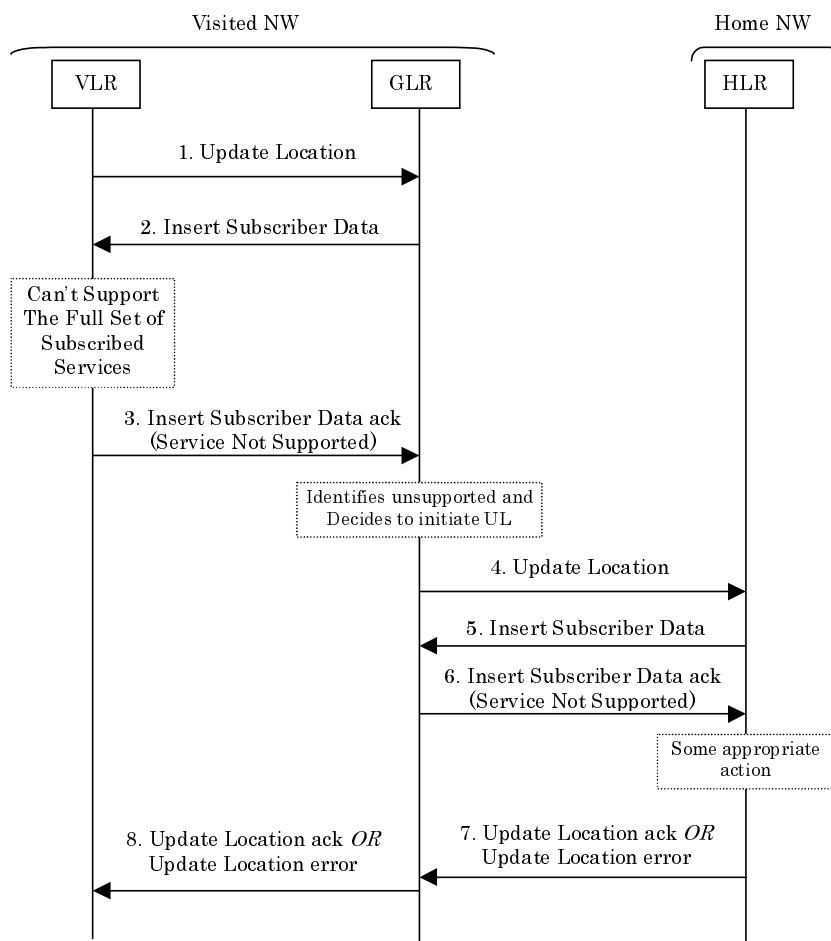 Visited NW
Home NW
VLR
GLR
HLR
1. Update Location
2. Insert Subscriber Data
Can't Support
The Full Set of
Subscribed
Services
3. Insert Subscriber Data ack
(Service Not Supported)
Identifies unsupported and
Decides to initiate UL
4. Update Location
5. Insert Subscriber Data
6. Insert Subscriber Data ack
(Service Not Supported)
Some appropriate
action
7. Update Location ack OR
Update Location error
8. Update Location ack OR
Update Location error